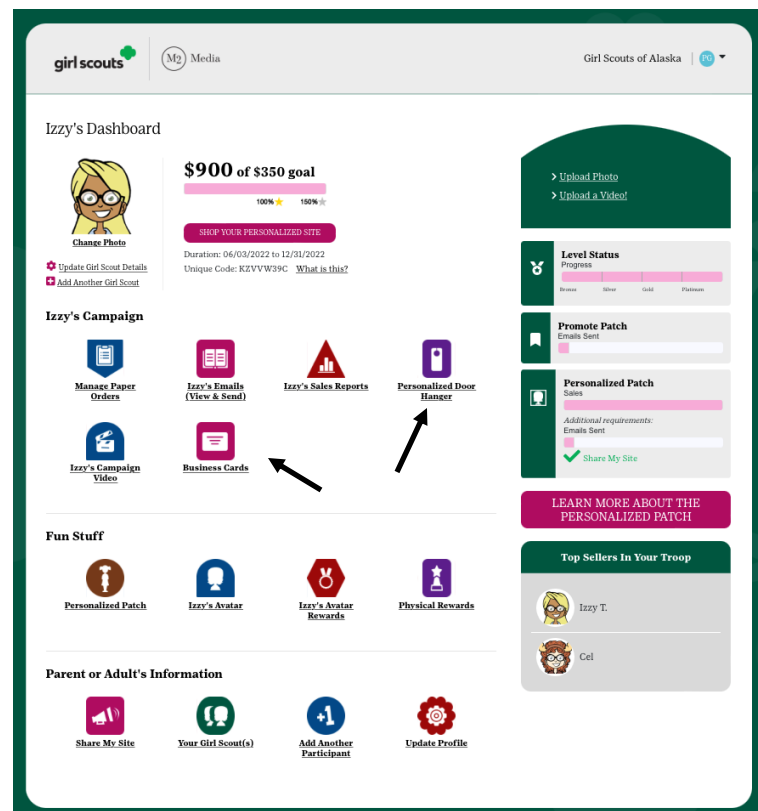 girl scouts
M2 Media
Girl Scouts of Alaska | PG
Izzy's Dashboard
Change Photo
Update Girl Scout Details
Add Another Girl Scout
$900 of $350 goal
100% 150%
SHOP YOUR PERSONALIZED SITE
Duration: 06/03/2022 to 12/31/2022
Unique Code: KZVVW39C What is this?
Izzy's Campaign
Manage Paper
Orders
Izzy's Emails
(View & Send)
Izzy's Sales Reports
Personalized Door
Hanger
Izzy's Campaign
Video
Business Cards
Fun Stuff
Personalized Patch
Izzy's Avatar
Izzy's Avatar
Rewards
Physical Rewards
Parent or Adult's Information
Share My Site
Your Girl Scout(s)
+1
Add Another
Participant
Update Profile
> Upload Photo
> Upload a Video!
Level Status
Progress
Bronze Silver Gold Platinum
Promote Patch
Emails Sent
Personalized Patch
Sales
Additional requirements:
Emails Sent
Share My Site
LEARN MORE ABOUT THE
PERSONALIZED PATCH
Top Sellers In Your Troop
Izzy T.
Cel